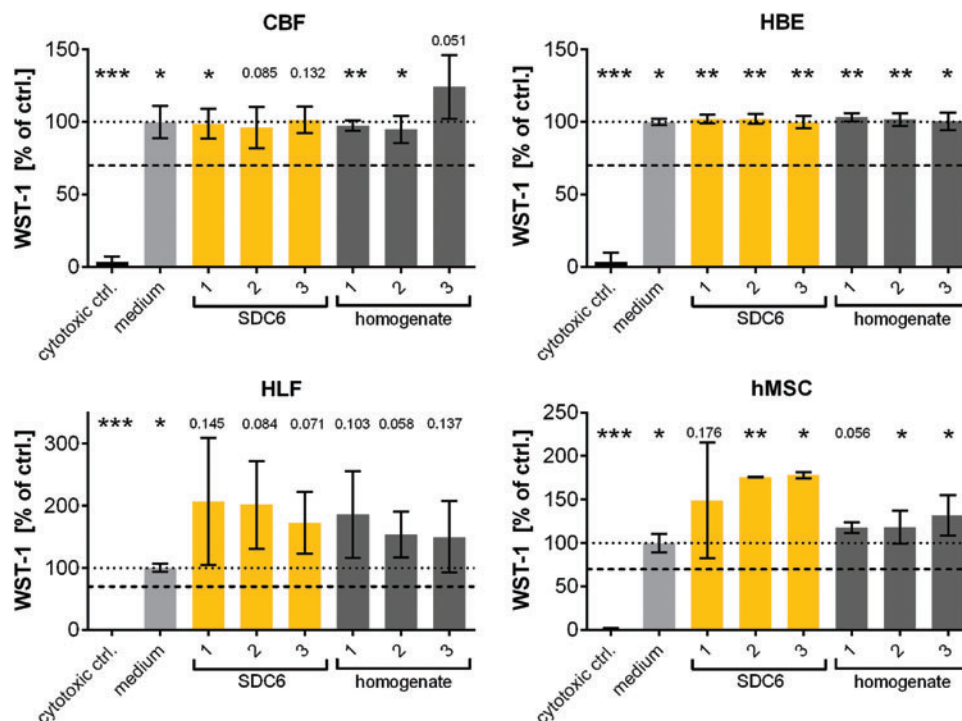 CBF
WST-1 [% of ctrl.]
150
100
50
0
*** * * 0.085 0.132 ** * 0.051
cytotoxic ctrl. medium 1 2 3 1 2 3
SDC6 homogenate
HBE
WST-1 [% of ctrl.]
150
100
50
0
*** * ** ** ** ** ** *
cytotoxic ctrl. medium 1 2 3 1 2 3
SDC6 homogenate
HLF
WST-1 [% of ctrl.]
300
200
100
0
*** * 0.145 0.084 0.071 0.103 0.058 0.137
cytotoxic ctrl. medium 1 2 3 1 2 3
SDC6 homogenate
hMSC
WST-1 [% of ctrl.]
250
200
150
100
50
0
*** * 0.176 ** * 0.056 * *
cytotoxic ctrl. medium 1 2 3 1 2 3
SDC6 homogenate